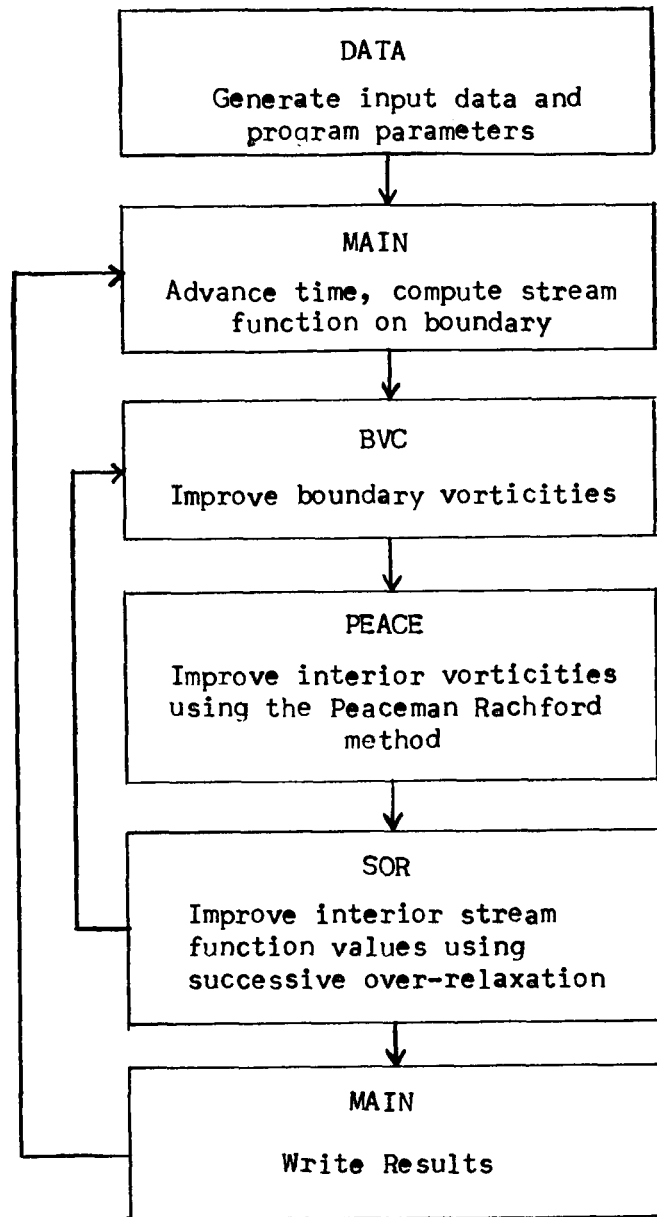 DATA
Generate input data and
program parameters
MAIN
Advance time, compute stream
function on boundary
BVC
Improve boundary vorticities
PEACE
Improve interior vorticities
using the Peaceman Rachford
method
SOR
Improve interior stream
function values using
successive over-relaxation
MAIN
Write Results